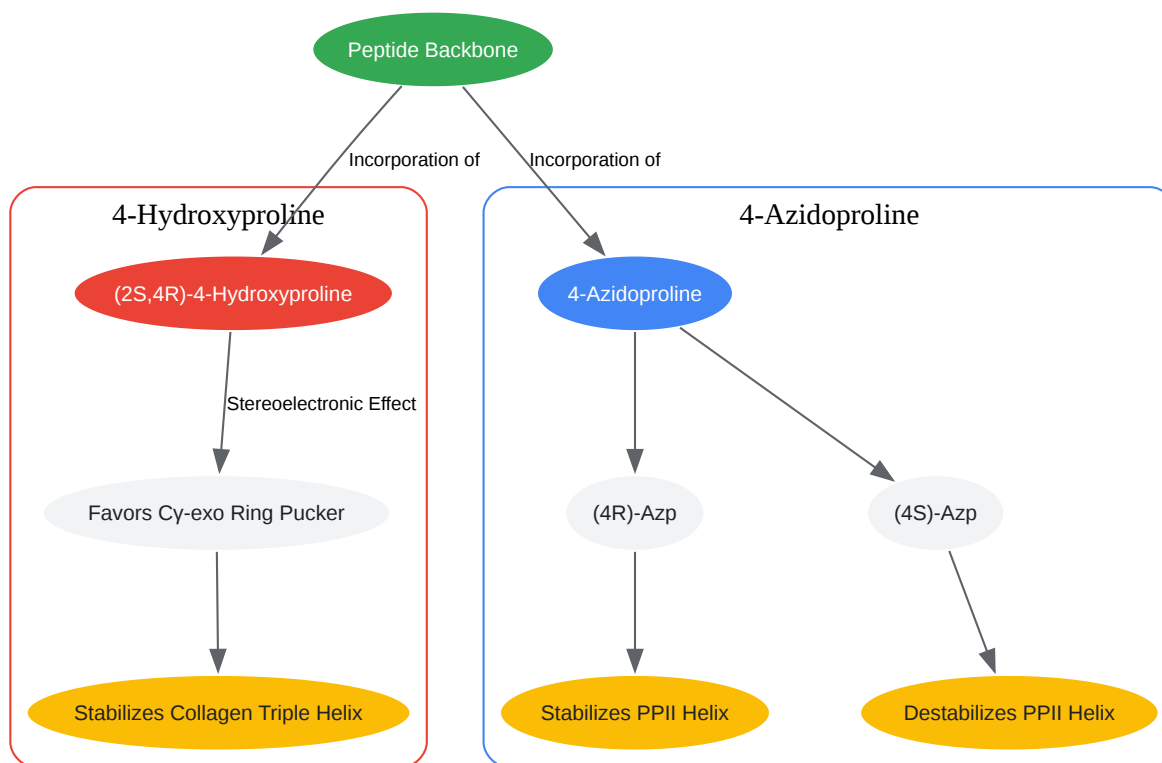 Peptide Backbone
Incorporation of
Incorporation of
4-Hydroxyproline
4-Azidoproline
(2S,4R)-4-Hydroxyproline
4-Azidoproline
Stereoelectronic Effect
Favors Cγ-exo Ring Pucker
(4R)-Azp
(4S)-Azp
Stabilizes Collagen Triple Helix
Stabilizes PPII Helix
Destabilizes PPII Helix